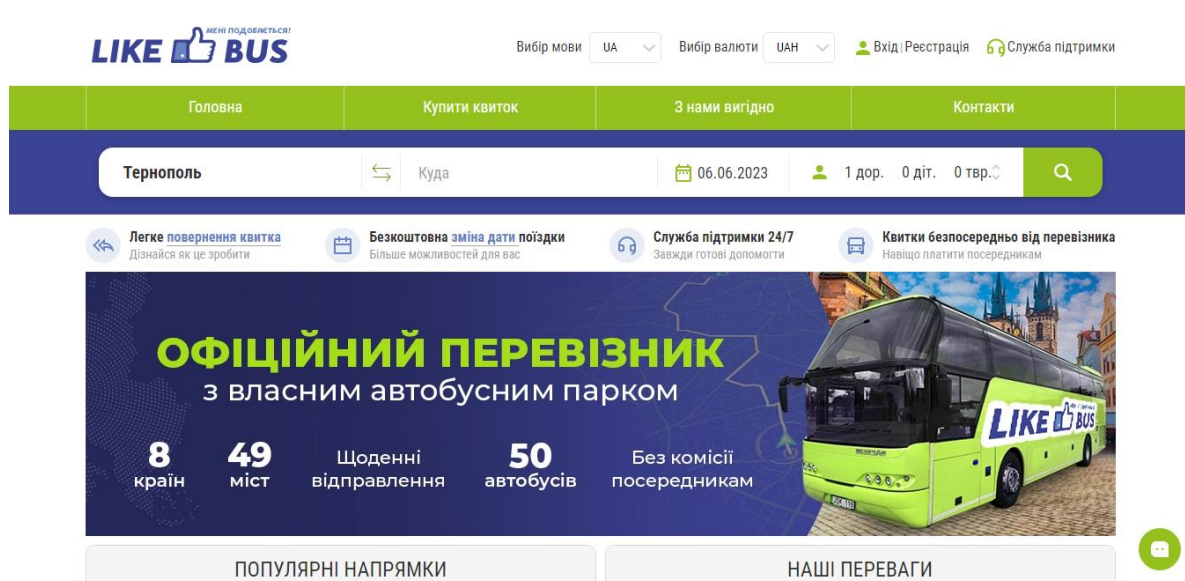 МЕНІ ПОДОБАЄТЬСЯ!
LIKE BUS
Вибір мови UA Вибір валюти UAH Вхід | Реєстрація Служба підтримки
Головна Купити квиток З нами вигідно Контакти
Тернополь Куда 06.06.2023 1 дор. 0 діт. 0 твр.
Легке повернення квитка
Дізнайся як це зробити
Безкоштовна зміна дати поїздки
Більше можливостей для вас
Служба підтримки 24/7
Завжди готові допомогти
Квитки безпосередньо від перевізника
Навіщо платити посередникам
ОФІЦІЙНИЙ ПЕРЕВІЗНИК
з власним автобусним парком
8 країн
49 міст
Щоденні відправлення
50 автобусів
Без комісії посередникам
LIKE BUS
ПОПУЛЯРНІ НАПРЯМКИ НАШІ ПЕРЕВАГИ